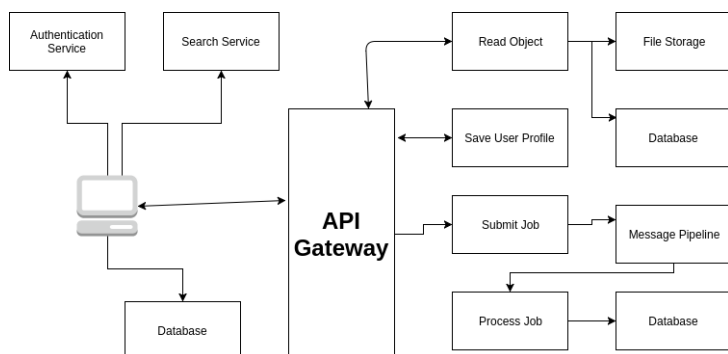 Authentication
Service
Search Service
Read Object
File Storage
Save User Profile
Database
API
Gateway
Submit Job
Message Pipeline
Database
Process Job
Database